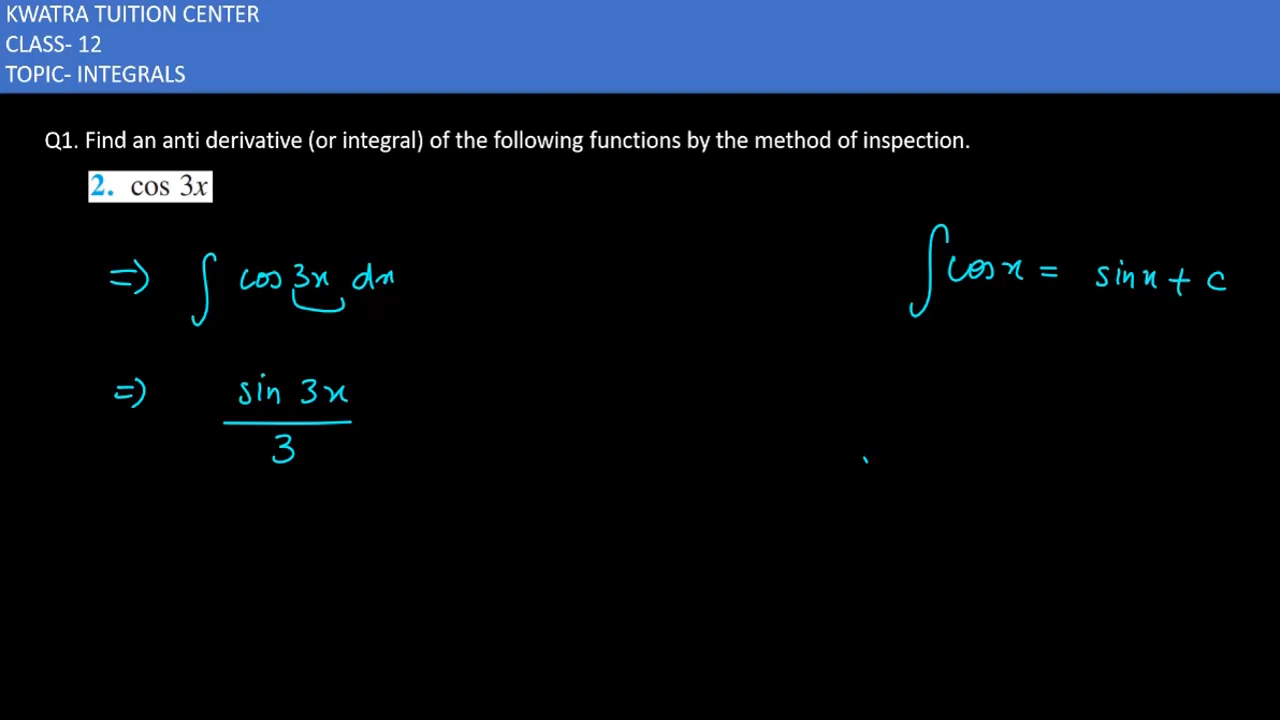 KWATRA TUITION CENTER
CLASS- 12
TOPIC- INTEGRALS
Q1. Find an anti derivative (or integral) of the following functions by the method of inspection.
2. cos 3x
=> ∫ cos 3x dx
∫ cos x = sin x + c
=> sin 3x
3